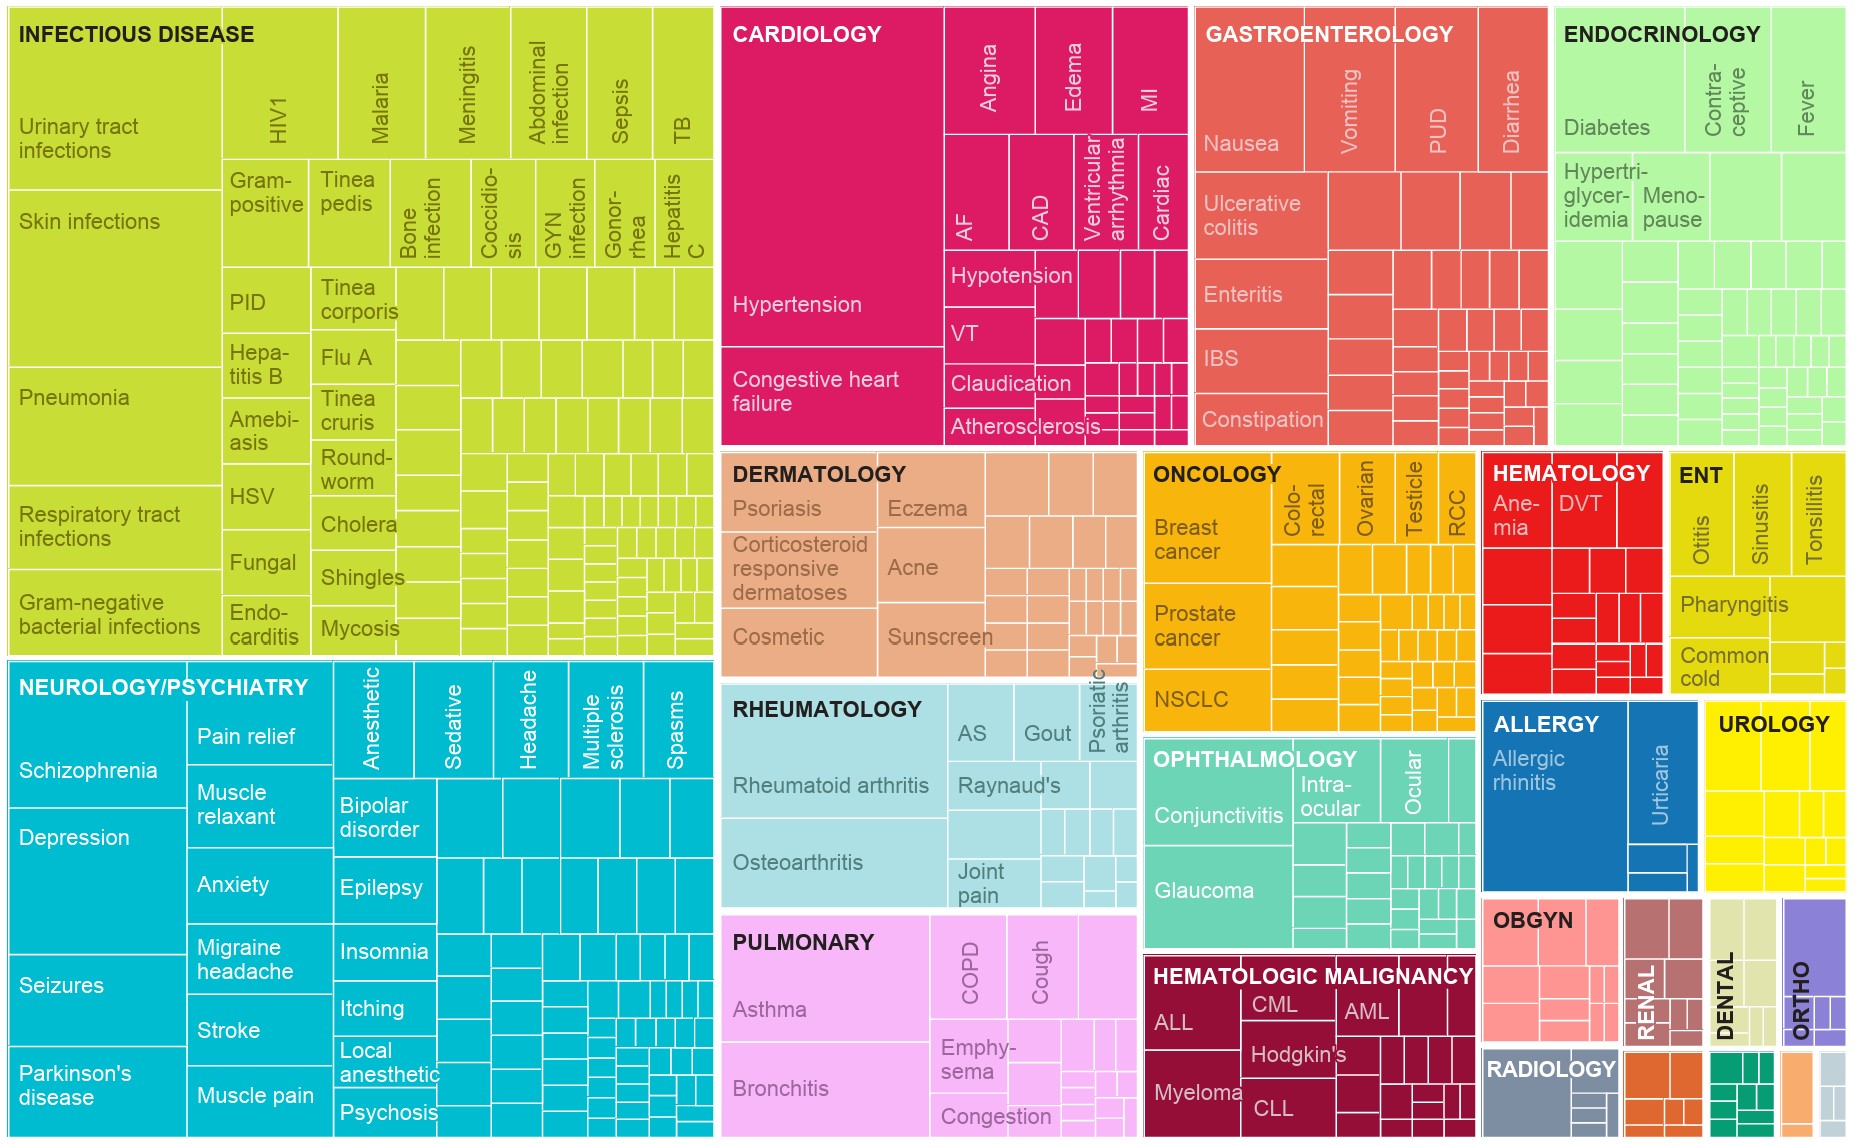 INFECTIOUS DISEASE
Urinary tract
infections
Skin infections
Pneumonia
Respiratory tract
infections
Gram-negative
bacterial infections
HIV1
Malaria
Meningitis
Abdominal
infection
Sepsis
TB
Gram-
positive
Tinea
pedis
Bone
infection
Coccidio-
sis
GYN
infection
Gonor-
rhea
Hepatitis
C
PID
Hepa-
titis B
Amebi-
asis
HSV
Fungal
Endo-
carditis
Tinea
corporis
Flu A
Tinea
cruris
Round-
worm
Cholera
Shingles
Mycosis
NEUROLOGY/PSYCHIATRY
Schizophrenia
Depression
Seizures
Parkinson's
disease
Pain relief
Muscle
relaxant
Anxiety
Migraine
headache
Stroke
Muscle pain
Anesthetic
Sedative
Headache
Multiple
sclerosis
Spasms
Bipolar
disorder
Epilepsy
Insomnia
Itching
Local
anesthetic
Psychosis
CARDIOLOGY
Hypertension
Congestive heart
failure
Angina
Edema
MI
AF
CAD
Ventricular
arrhythmia
Cardiac
Hypotension
VT
Claudication
Atherosclerosis
GASTROENTEROLOGY
Nausea
Vomiting
PUD
Diarrhea
Ulcerative
colitis
Enteritis
IBS
Constipation
ENDOCRINOLOGY
Diabetes
Contra-
ceptive
Fever
Hypertri-
glycer-
idemia
Meno-
pause
DERMATOLOGY
Psoriasis
Corticosteroid
responsive
dermatoses
Cosmetic
Eczema
Acne
Sunscreen
RHEUMATOLOGY
Rheumatoid arthritis
Osteoarthritis
AS
Gout
Psoriatic
arthritis
Raynaud's
Joint
pain
PULMONARY
Asthma
Bronchitis
COPD
Cough
Emphy-
sema
Congestion
ONCOLOGY
Breast
cancer
Prostate
cancer
NSCLC
Colo-
rectal
Ovarian
Testicle
RCC
OPHTHALMOLOGY
Conjunctivitis
Glaucoma
Intra-
ocular
Ocular
HEMATOLOGIC MALIGNANCY
ALL
Myeloma
CML
Hodgkin's
CLL
AML
HEMATOLOGY
Ane-
mia
DVT
ENT
Otitis
Sinusitis
Tonsillitis
Pharyngitis
Common
cold
ALLERGY
Allergic
rhinitis
Urticaria
UROLOGY
OBGYN
RENAL
DENTAL
ORTHO
RADIOLOGY